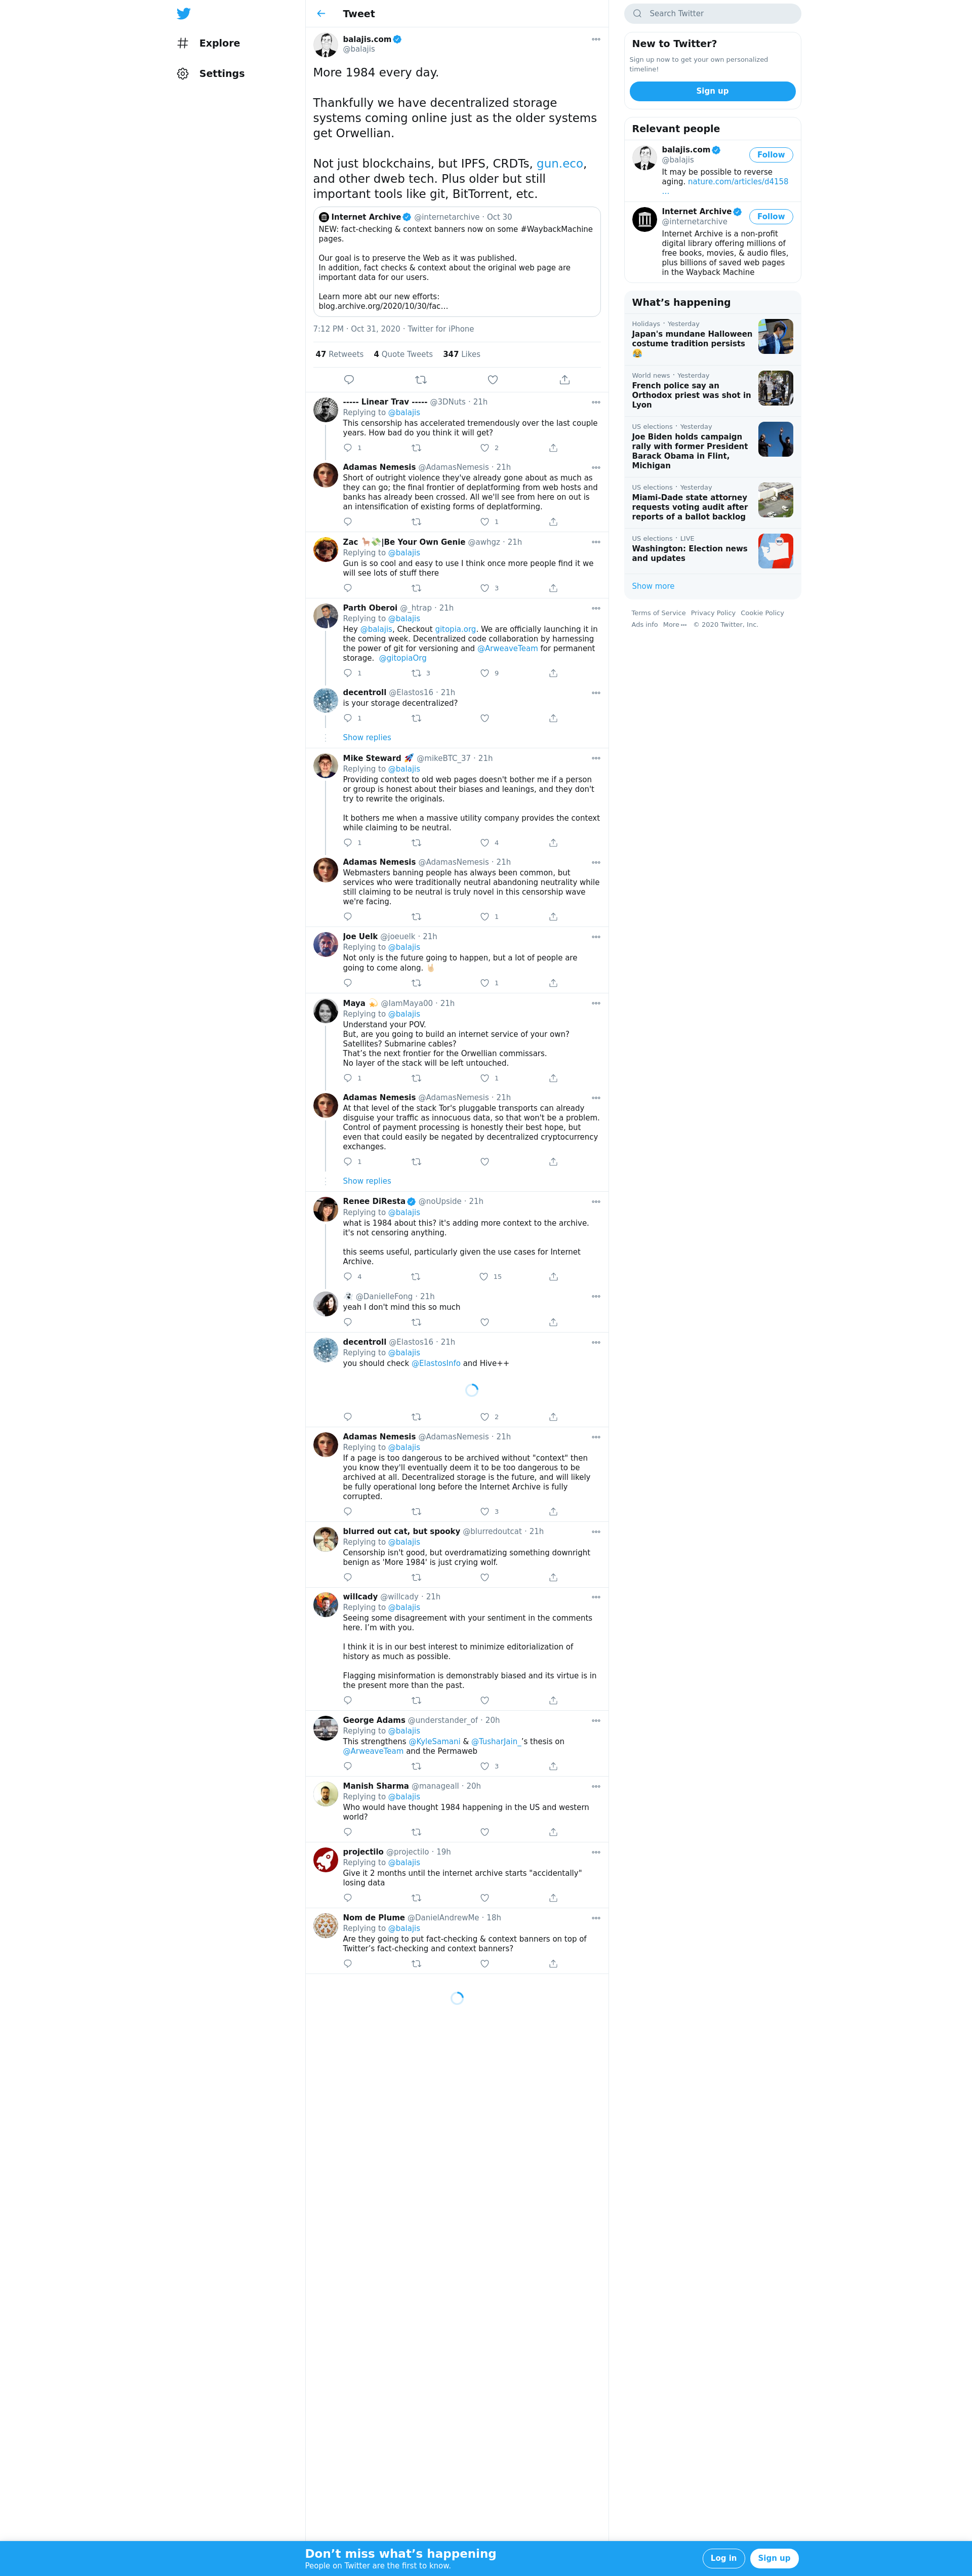 Explore
Settings
Tweet
balajis.com
@balajis
More 1984 every day.
Thankfully we have decentralized storage
systems coming online just as the older systems
get Orwellian.
Not just blockchains, but IPFS, CRDTs, gun.eco,
and other dweb tech. Plus older but still
important tools like git, BitTorrent, etc.
Internet Archive @internetarchive · Oct 30
NEW: fact-checking & context banners now on some #WaybackMachine
pages.
Our goal is to preserve the Web as it was published.
In addition, fact checks & context about the original web page are
important data for our users.
Learn more abt our new efforts:
blog.archive.org/2020/10/30/fac…
7:12 PM · Oct 31, 2020 · Twitter for iPhone
47 Retweets 4 Quote Tweets 347 Likes
----- Linear Trav ----- @3DNuts · 21h
Replying to @balajis
This censorship has accelerated tremendously over the last couple
years. How bad do you think it will get?
1 2
Adamas Nemesis @AdamasNemesis · 21h
Short of outright violence they've already gone about as much as
they can go; the final frontier of deplatforming from web hosts and
banks has already been crossed. All we'll see from here on out is
an intensification of existing forms of deplatforming.
1
Zac 🦙💸|Be Your Own Genie @awhgz · 21h
Replying to @balajis
Gun is so cool and easy to use I think once more people find it we
will see lots of stuff there
3
Parth Oberoi @_htrap · 21h
Replying to @balajis
Hey @balajis, Checkout gitopia.org. We are officially launching it in
the coming week. Decentralized code collaboration by harnessing
the power of git for versioning and @ArweaveTeam for permanent
storage. @gitopiaOrg
1 3 9
decentroll @Elastos16 · 21h
is your storage decentralized?
1
Show replies
Mike Steward 🚀 @mikeBTC_37 · 21h
Replying to @balajis
Providing context to old web pages doesn't bother me if a person
or group is honest about their biases and leanings, and they don't
try to rewrite the originals.
It bothers me when a massive utility company provides the context
while claiming to be neutral.
1 4
Adamas Nemesis @AdamasNemesis · 21h
Webmasters banning people has always been common, but
services who were traditionally neutral abandoning neutrality while
still claiming to be neutral is truly novel in this censorship wave
we're facing.
1
Joe Uelk @joeuelk · 21h
Replying to @balajis
Not only is the future going to happen, but a lot of people are
going to come along. 🤞
1
Maya @IamMaya00 · 21h
Replying to @balajis
Understand your POV.
But, are you going to build an internet service of your own?
Satellites? Submarine cables?
That's the next frontier for the Orwellian commissars.
No layer of the stack will be left untouched.
1 1
Adamas Nemesis @AdamasNemesis · 21h
At that level of the stack Tor's pluggable transports can already
disguise your traffic as innocuous data, so that won't be a problem.
Control of payment processing is honestly their best hope, but
even that could easily be negated by decentralized cryptocurrency
exchanges.
1
Show replies
Renee DiResta @noUpside · 21h
Replying to @balajis
what is 1984 about this? it's adding more context to the archive.
it's not censoring anything.
this seems useful, particularly given the use cases for Internet
Archive.
4 15
@DanielleFong · 21h
yeah I don't mind this so much
decentroll @Elastos16 · 21h
Replying to @balajis
you should check @ElastosInfo and Hive++
2
Adamas Nemesis @AdamasNemesis · 21h
Replying to @balajis
If a page is too dangerous to be archived without "context" then
you know they'll eventually deem it to be too dangerous to be
archived at all. Decentralized storage is the future, and will likely
be fully operational long before the Internet Archive is fully
corrupted.
3
blurred out cat, but spooky @blurredoutcat · 21h
Replying to @balajis
Censorship isn't good, but overdramatizing something downright
benign as 'More 1984' is just crying wolf.
willcady @willcady · 21h
Replying to @balajis
Seeing some disagreement with your sentiment in the comments
here. I'm with you.
I think it is in our best interest to minimize editorialization of
history as much as possible.
Flagging misinformation is demonstrably biased and its virtue is in
the present more than the past.
George Adams @understander_of · 20h
Replying to @balajis
This strengthens @KyleSamani & @TusharJain_'s thesis on
@ArweaveTeam and the Permaweb
3
Manish Sharma @manageall · 20h
Replying to @balajis
Who would have thought 1984 happening in the US and western
world?
projectilo @projectilo · 19h
Replying to @balajis
Give it 2 months until the internet archive starts "accidentally"
losing data
Nom de Plume @DanielAndrewMe · 18h
Replying to @balajis
Are they going to put fact-checking & context banners on top of
Twitter's fact-checking and context banners?
Search Twitter
New to Twitter?
Sign up now to get your own personalized
timeline!
Sign up
Relevant people
balajis.com
@balajis
Follow
It may be possible to reverse
aging. nature.com/articles/d4158
…
Internet Archive
@internetarchive
Follow
Internet Archive is a non-profit
digital library offering millions of
free books, movies, & audio files,
plus billions of saved web pages
in the Wayback Machine
What's happening
Holidays · Yesterday
Japan's mundane Halloween
costume tradition persists
😂
World news · Yesterday
French police say an
Orthodox priest was shot in
Lyon
US elections · Yesterday
Joe Biden holds campaign
rally with former President
Barack Obama in Flint,
Michigan
US elections · Yesterday
Miami-Dade state attorney
requests voting audit after
reports of a ballot backlog
US elections · LIVE
Washington: Election news
and updates
Show more
Terms of Service Privacy Policy Cookie Policy
Ads info More © 2020 Twitter, Inc.
Don't miss what's happening
People on Twitter are the first to know.
Log in
Sign up